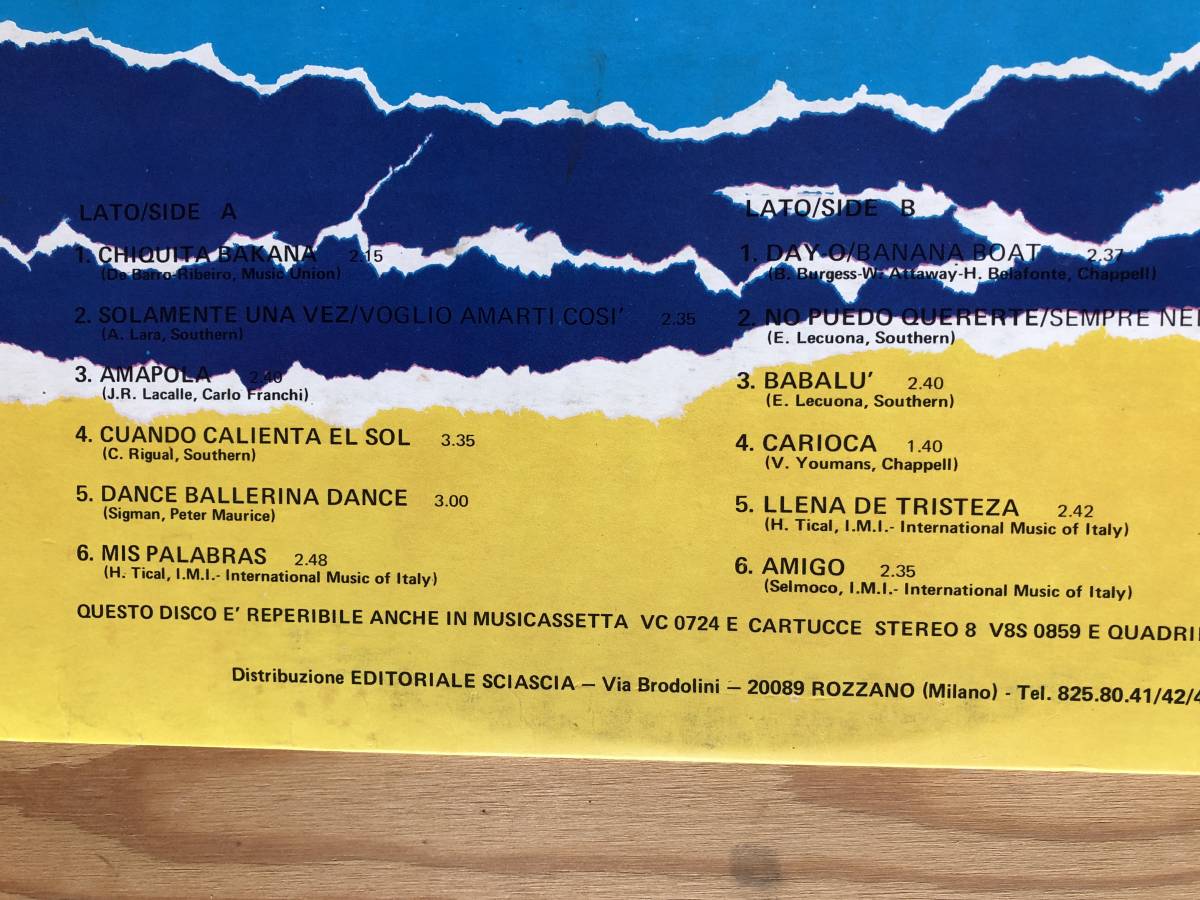 LATO/SIDE A
1. CHIQUITA BAKANA 2.15
(De Barro-Ribeiro, Music Union)
2. SOLAMENTE UNA VEZ/VOGLIO AMARTI COSI' 2.35
(A. Lara, Southern)
3. AMAPOLA 2.40
(J.R. Lacalle, Carlo Franchi)
4. CUANDO CALIENTA EL SOL 3.35
(C. Rigual, Southern)
5. DANCE BALLERINA DANCE 3.00
(Sigman, Peter Maurice)
6. MIS PALABRAS 2.48
(H. Tical, I.M.I.- International Music of Italy)
LATO/SIDE B
1. DAY O/BANANA BOAT 2.37
(B. Burgess-W. Attaway-H. Belafonte, Chappell)
2. NO PUEDO QUERERTE/SEMPRE
(E. Lecuona, Southern)
3. BABALU' 2.40
(E. Lecuona, Southern)
4. CARIOCA 1.40
(V. Youmans, Chappell)
5. LLENA DE TRISTEZA 2.42
(H. Tical, I.M.I.- International Music of Italy)
6. AMIGO 2.35
(Selmoco, I.M.I.- International Music of Italy)
QUESTO DISCO E' REPERIBILE ANCHE IN MUSICASSETTA VC 0724 E CARTUCCE STEREO 8 V8S 0859 E
Distribuzione EDITORIALE SCIASCIA – Via Brodolini – 20089 ROZZANO (Milano) - Tel. 825.80.41/42/4